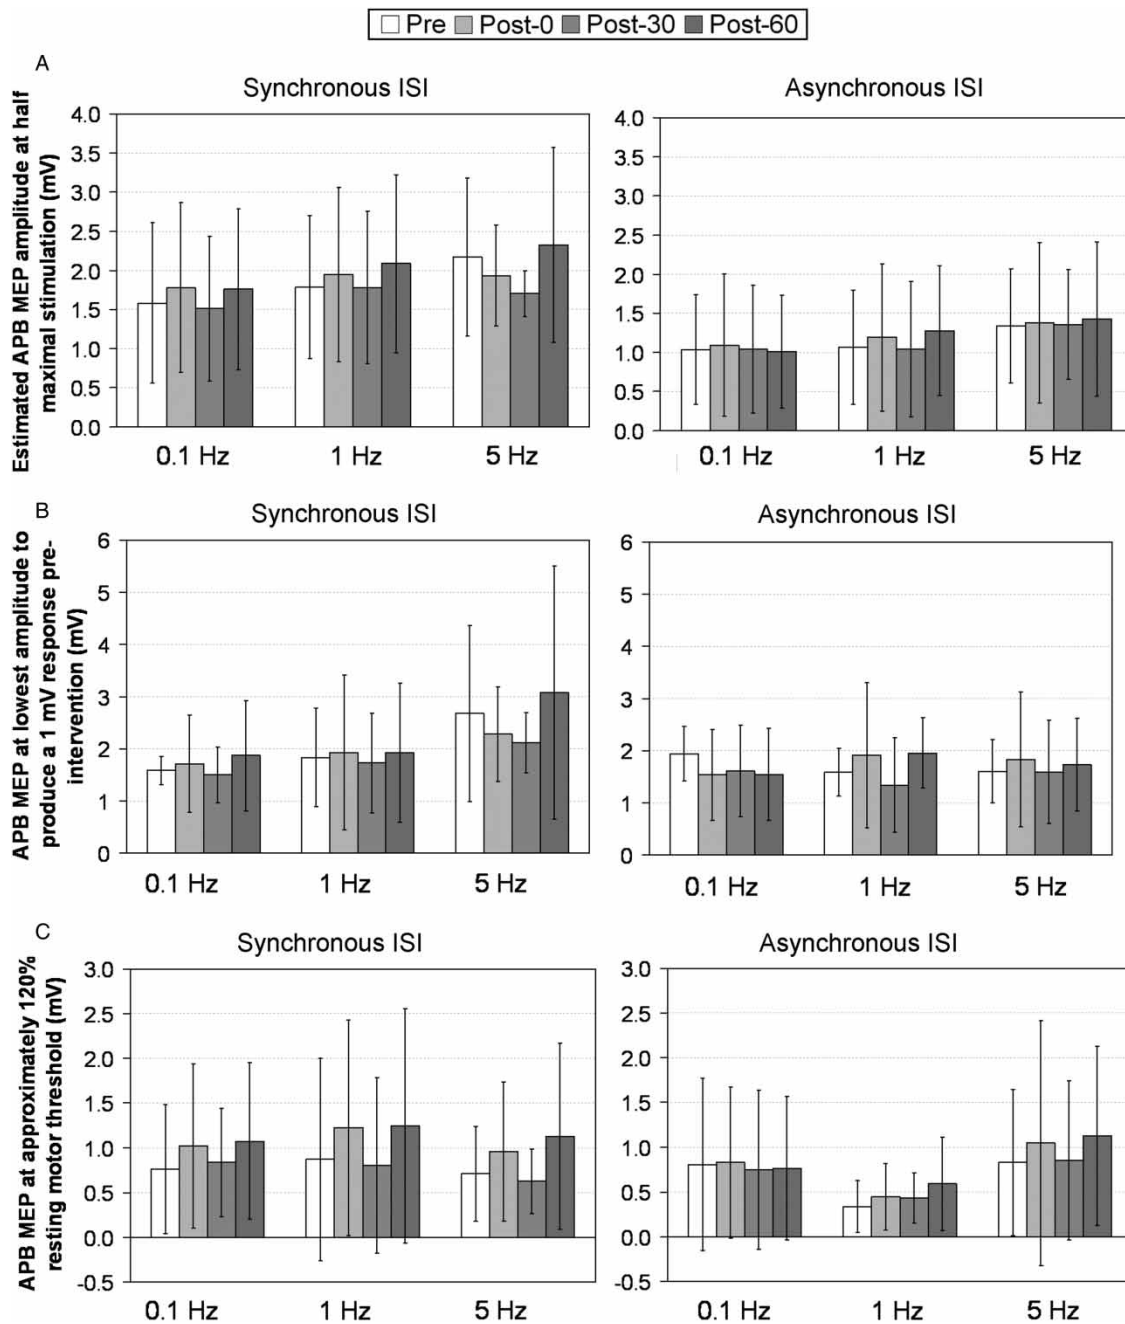 Pre Post-0 Post-30 Post-60
A
Synchronous ISI
Asynchronous ISI
Estimated APB MEP amplitude at half
maximal stimulation (mV)
4.0
3.5
3.0
2.5
2.0
1.5
1.0
0.5
0.0
0.1 Hz 1 Hz 5 Hz
4.0
3.5
3.0
2.5
2.0
1.5
1.0
0.5
0.0
0.1 Hz 1 Hz 5 Hz
B
Synchronous ISI
Asynchronous ISI
APB MEP at lowest amplitude to
produce a 1 mV response pre-
intervention (mV)
6
5
4
3
2
1
0
0.1 Hz 1 Hz 5 Hz
6
5
4
3
2
1
0
0.1 Hz 1 Hz 5 Hz
C
Synchronous ISI
Asynchronous ISI
APB MEP at approximately 120%
resting motor threshold (mV)
3.0
2.5
2.0
1.5
1.0
0.5
0.0
-0.5
0.1 Hz 1 Hz 5 Hz
3.0
2.5
2.0
1.5
1.0
0.5
0.0
-0.5
0.1 Hz 1 Hz 5 Hz